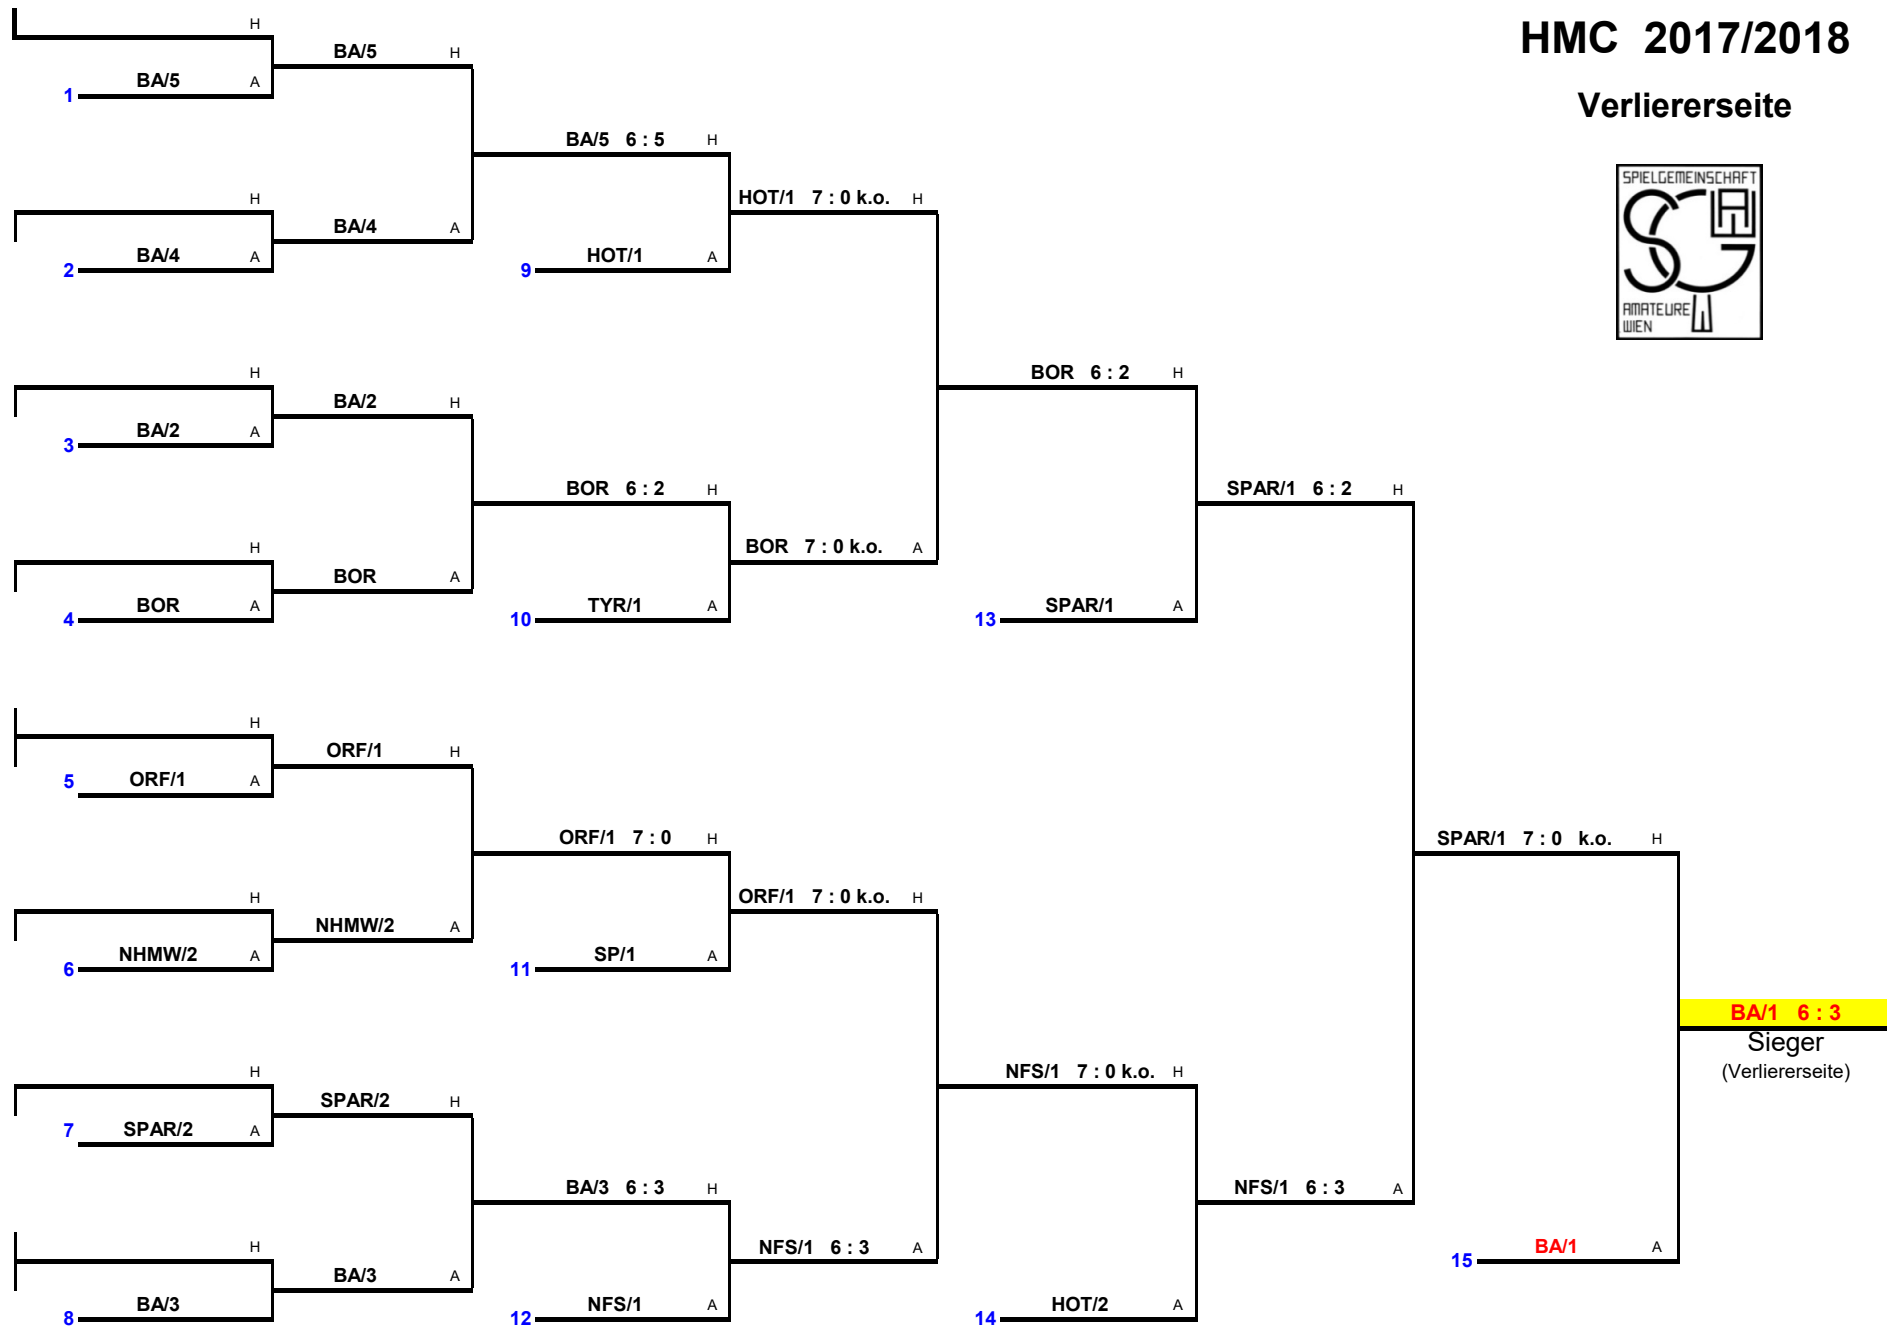 HMC 2017/2018
Verliererseite
SPIELGEMEINSCHAFT
AMATEURE
WIEN
H
BA/5 H
BA/5 A
1
BA/5 6 : 5 H
H
HOT/1 7 : 0 k.o. H
BA/4 A
BA/4 A
HOT/1 A
2
9
H
BOR 6 : 2 H
BA/2 H
BA/2 A
3
BOR 6 : 2 H
SPAR/1 6 : 2 H
H
BOR 7 : 0 k.o. A
BOR A
BOR A
TYR/1 A
SPAR/1 A
4
10
13
H
ORF/1 H
ORF/1 A
5
ORF/1 7 : 0 H
SPAR/1 7 : 0 k.o. H
H
ORF/1 7 : 0 k.o. H
NHMW/2 A
NHMW/2 A
SP/1 A
6
11
BA/1 6 : 3
Sieger
(Verliererseite)
H
NFS/1 7 : 0 k.o. H
SPAR/2 H
SPAR/2 A
7
BA/3 6 : 3 H
NFS/1 6 : 3 A
H
NFS/1 6 : 3 A
BA/1 A
15
BA/3 A
BA/3
NFS/1 A
HOT/2 A
8
12
14